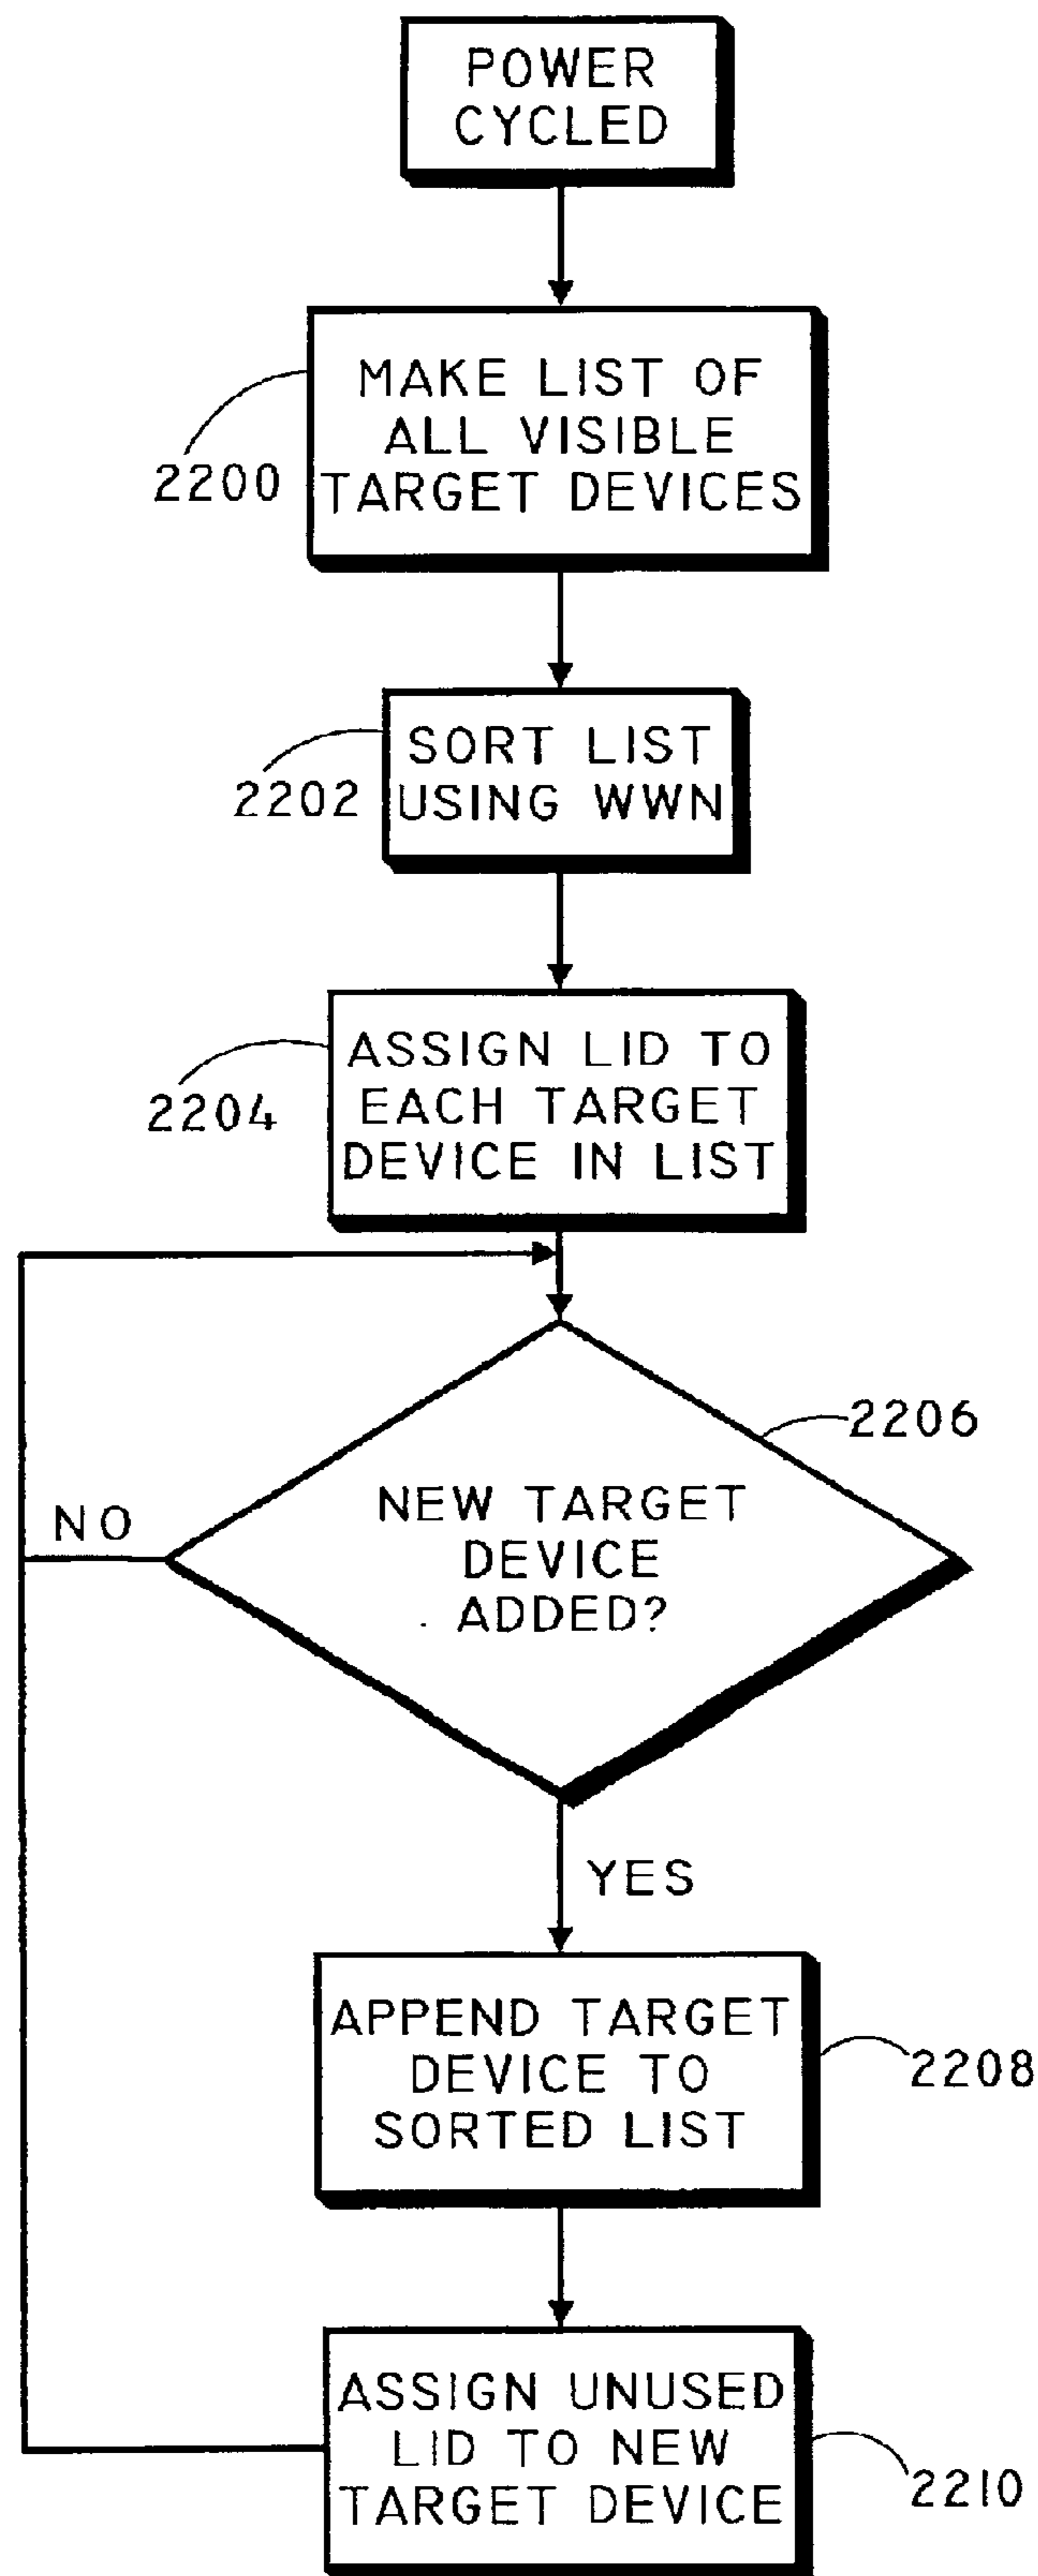 POWER
CYCLED
MAKE LIST OF
ALL VISIBLE
TARGET DEVICES
2200
SORT LIST
USING WWN
2202
ASSIGN LID TO
EACH TARGET
DEVICE IN LIST
2204
2206
NEW TARGET
DEVICE
ADDED?
NO
YES
APPEND TARGET
DEVICE TO
SORTED LIST
2208
ASSIGN UNUSED
LID TO NEW
TARGET DEVICE
2210